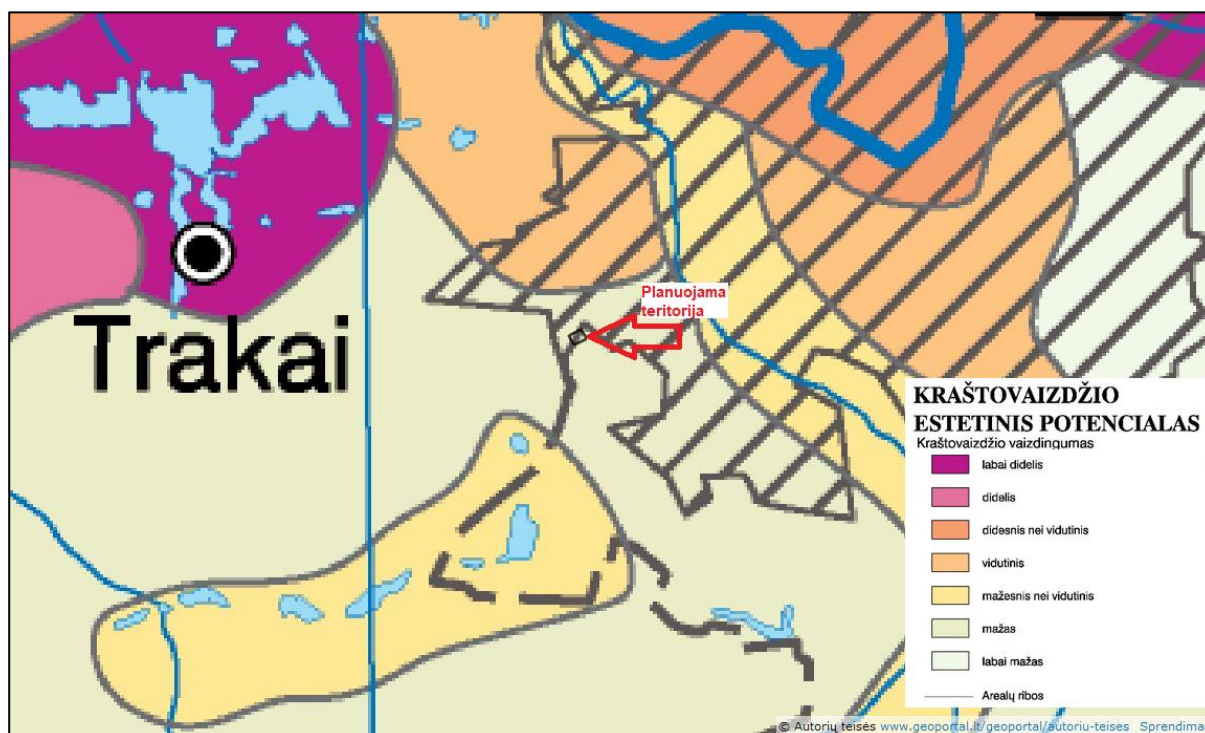 Trakai
Planuojama
teritorija
KRAŠTOVAIZDŽIO
ESTETINIS POTENCIALAS
Kraštovaizdžio vaizdingumas
labai didelis
didelis
didesnis nei vidutinis
vidutinis
mažesnis nei vidutinis
mažas
labai mažas
Arealų ribos
© Autorių teisės www.geoportal.lt/geoportal/autoriu-teises Sprendima